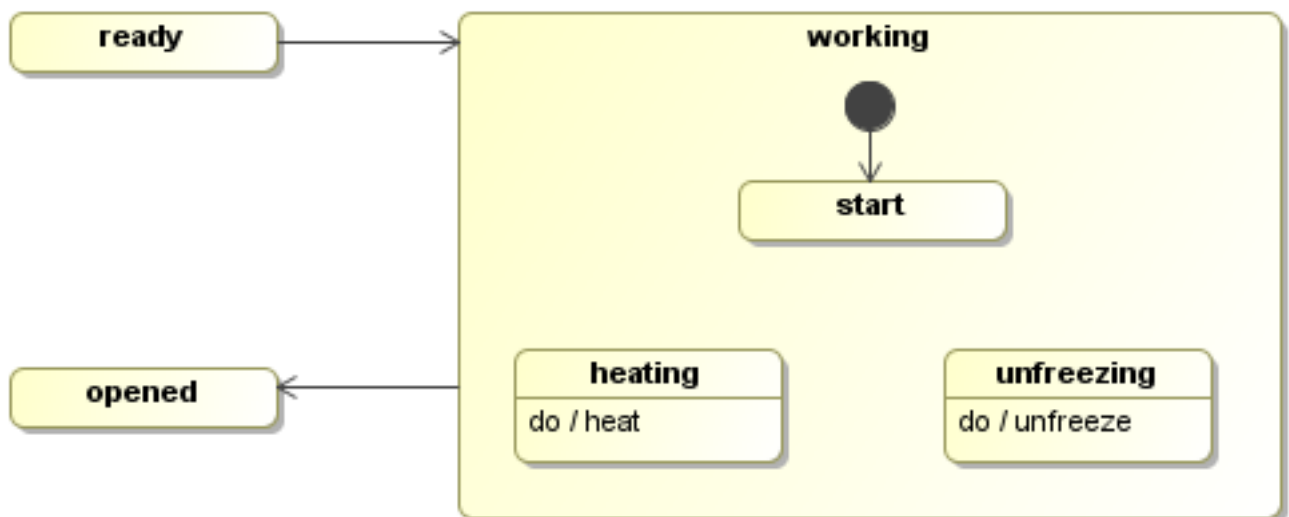 ready
working
start
heating
do / heat
unfreezing
do / unfreeze
opened